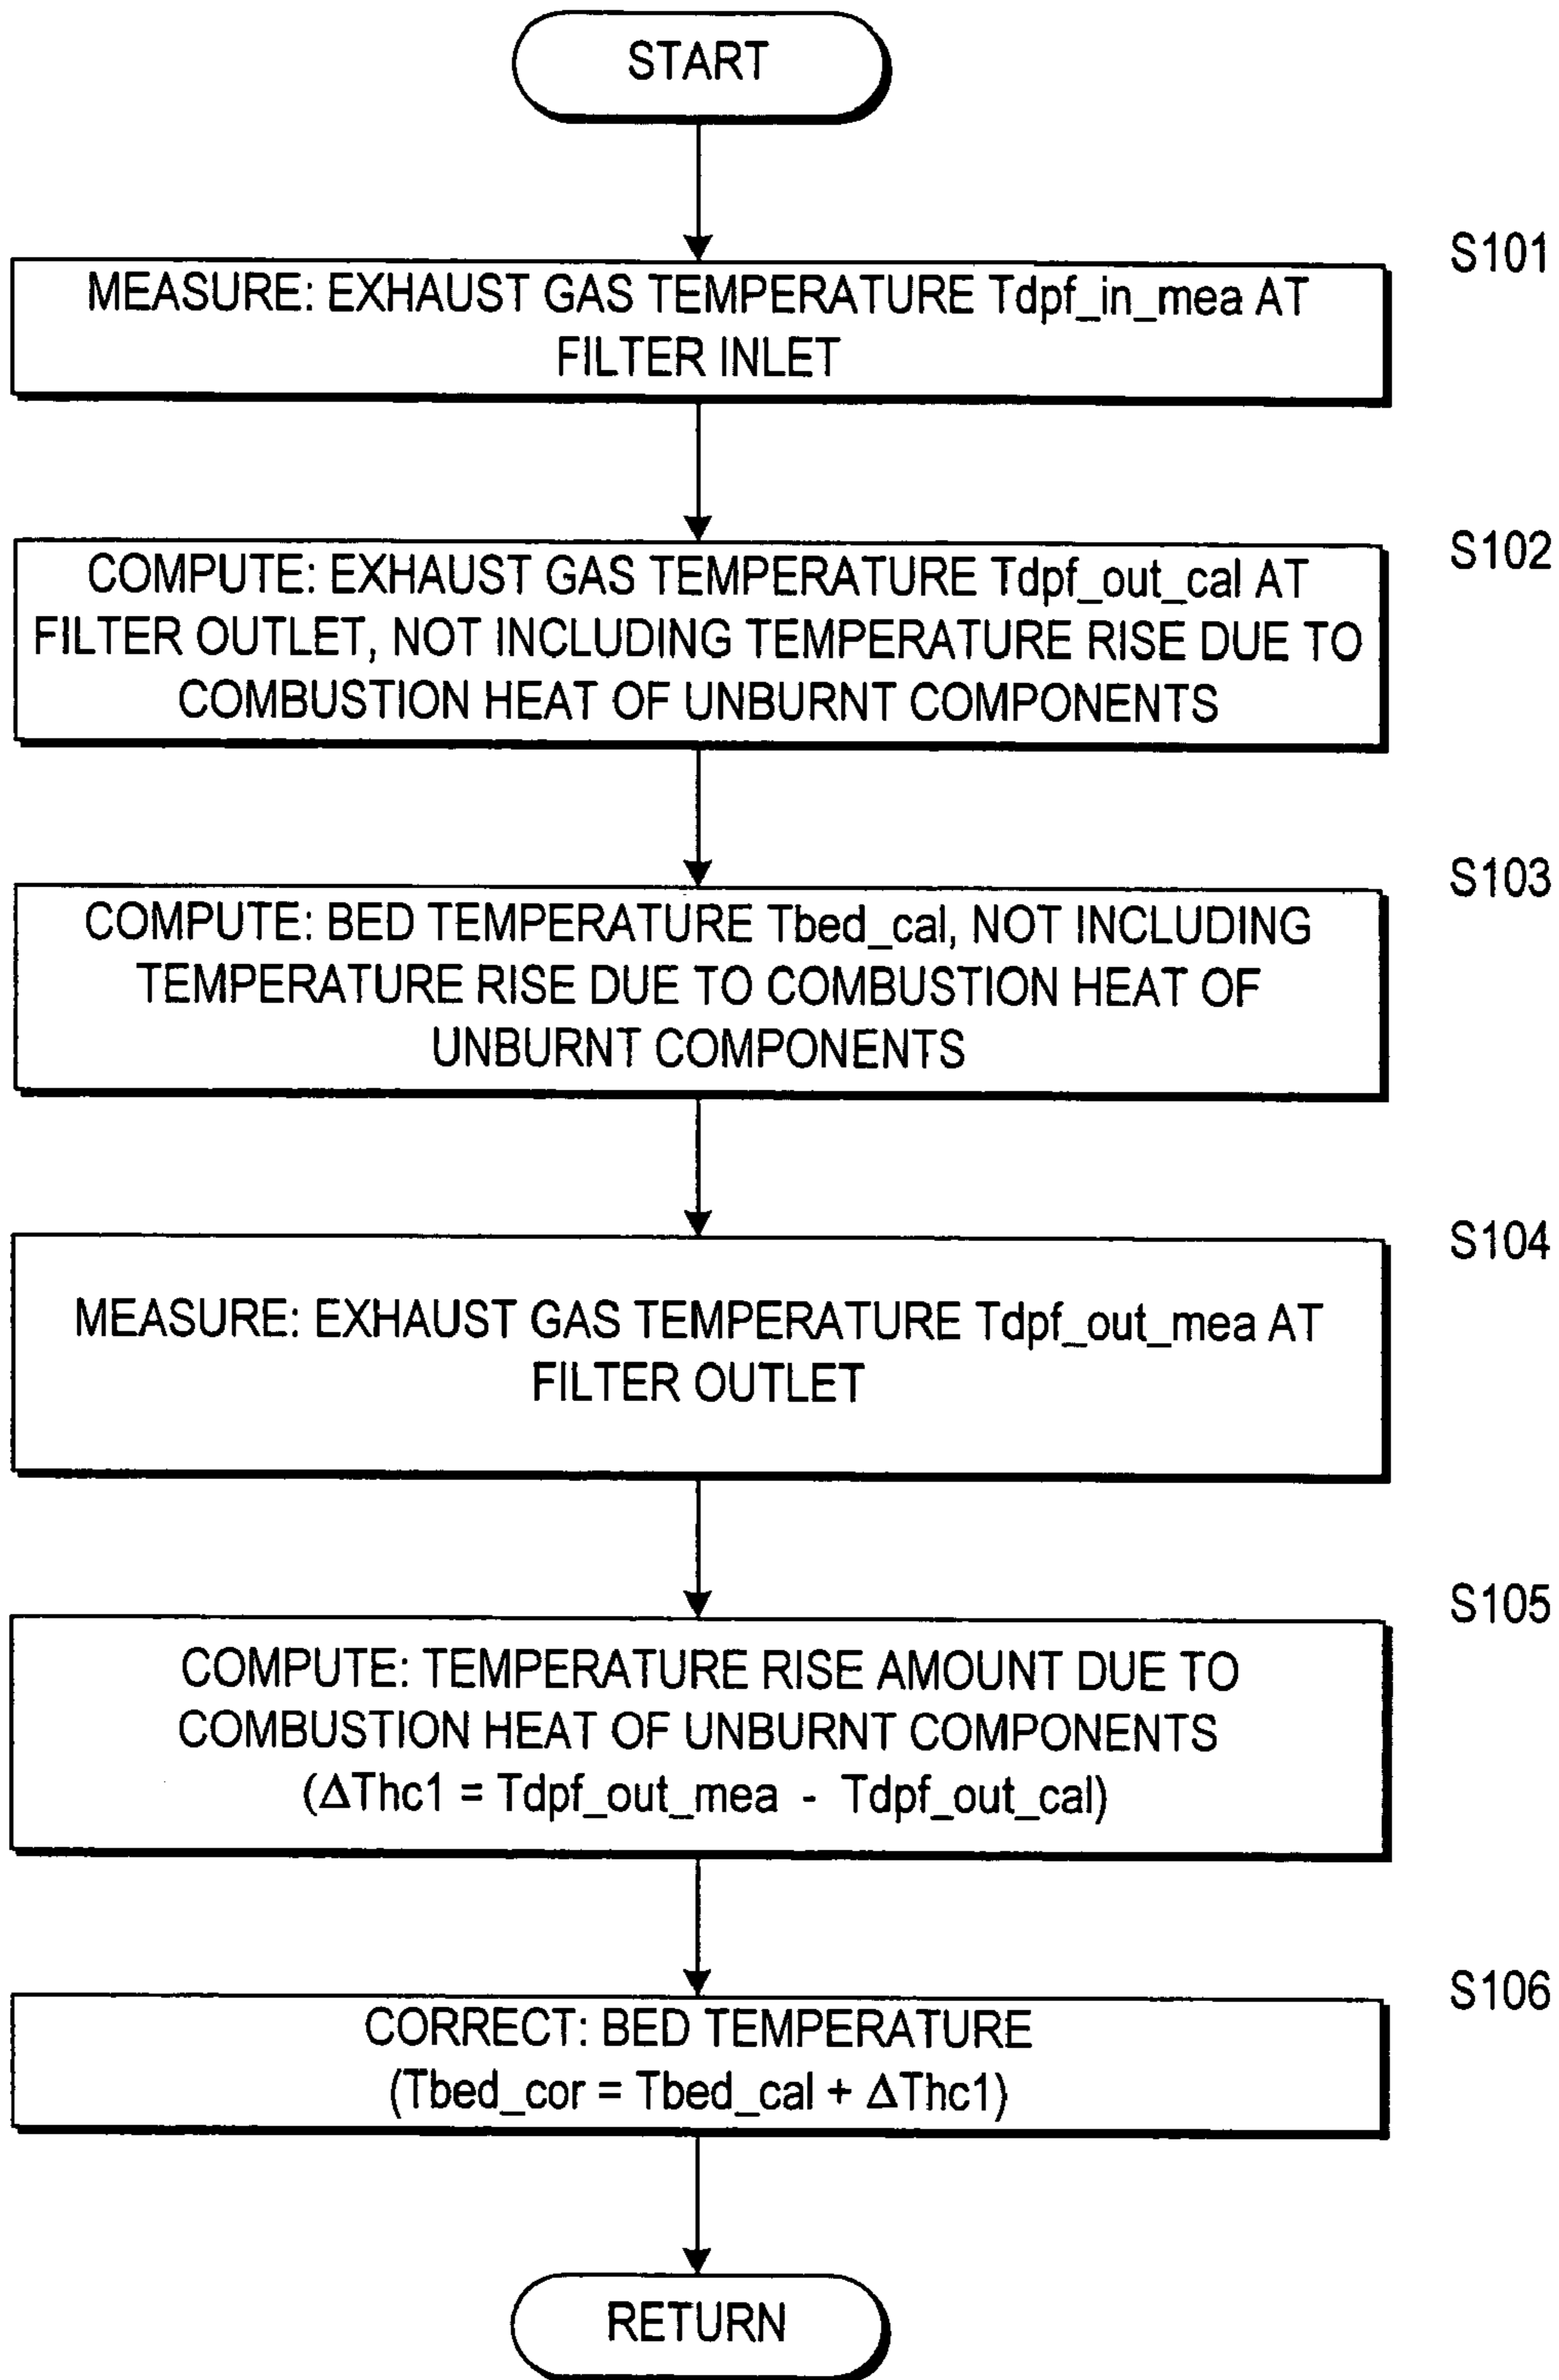 START
S101
MEASURE: EXHAUST GAS TEMPERATURE Tdpf_in_mea AT
FILTER INLET
S102
COMPUTE: EXHAUST GAS TEMPERATURE Tdpf_out_cal AT
FILTER OUTLET, NOT INCLUDING TEMPERATURE RISE DUE TO
COMBUSTION HEAT OF UNBURNT COMPONENTS
S103
COMPUTE: BED TEMPERATURE Tbed_cal, NOT INCLUDING
TEMPERATURE RISE DUE TO COMBUSTION HEAT OF
UNBURNT COMPONENTS
S104
MEASURE: EXHAUST GAS TEMPERATURE Tdpf_out_mea AT
FILTER OUTLET
S105
COMPUTE: TEMPERATURE RISE AMOUNT DUE TO
COMBUSTION HEAT OF UNBURNT COMPONENTS
(ΔThc1 = Tdpf_out_mea - Tdpf_out_cal)
S106
CORRECT: BED TEMPERATURE
(Tbed_cor = Tbed_cal + ΔThc1)
RETURN